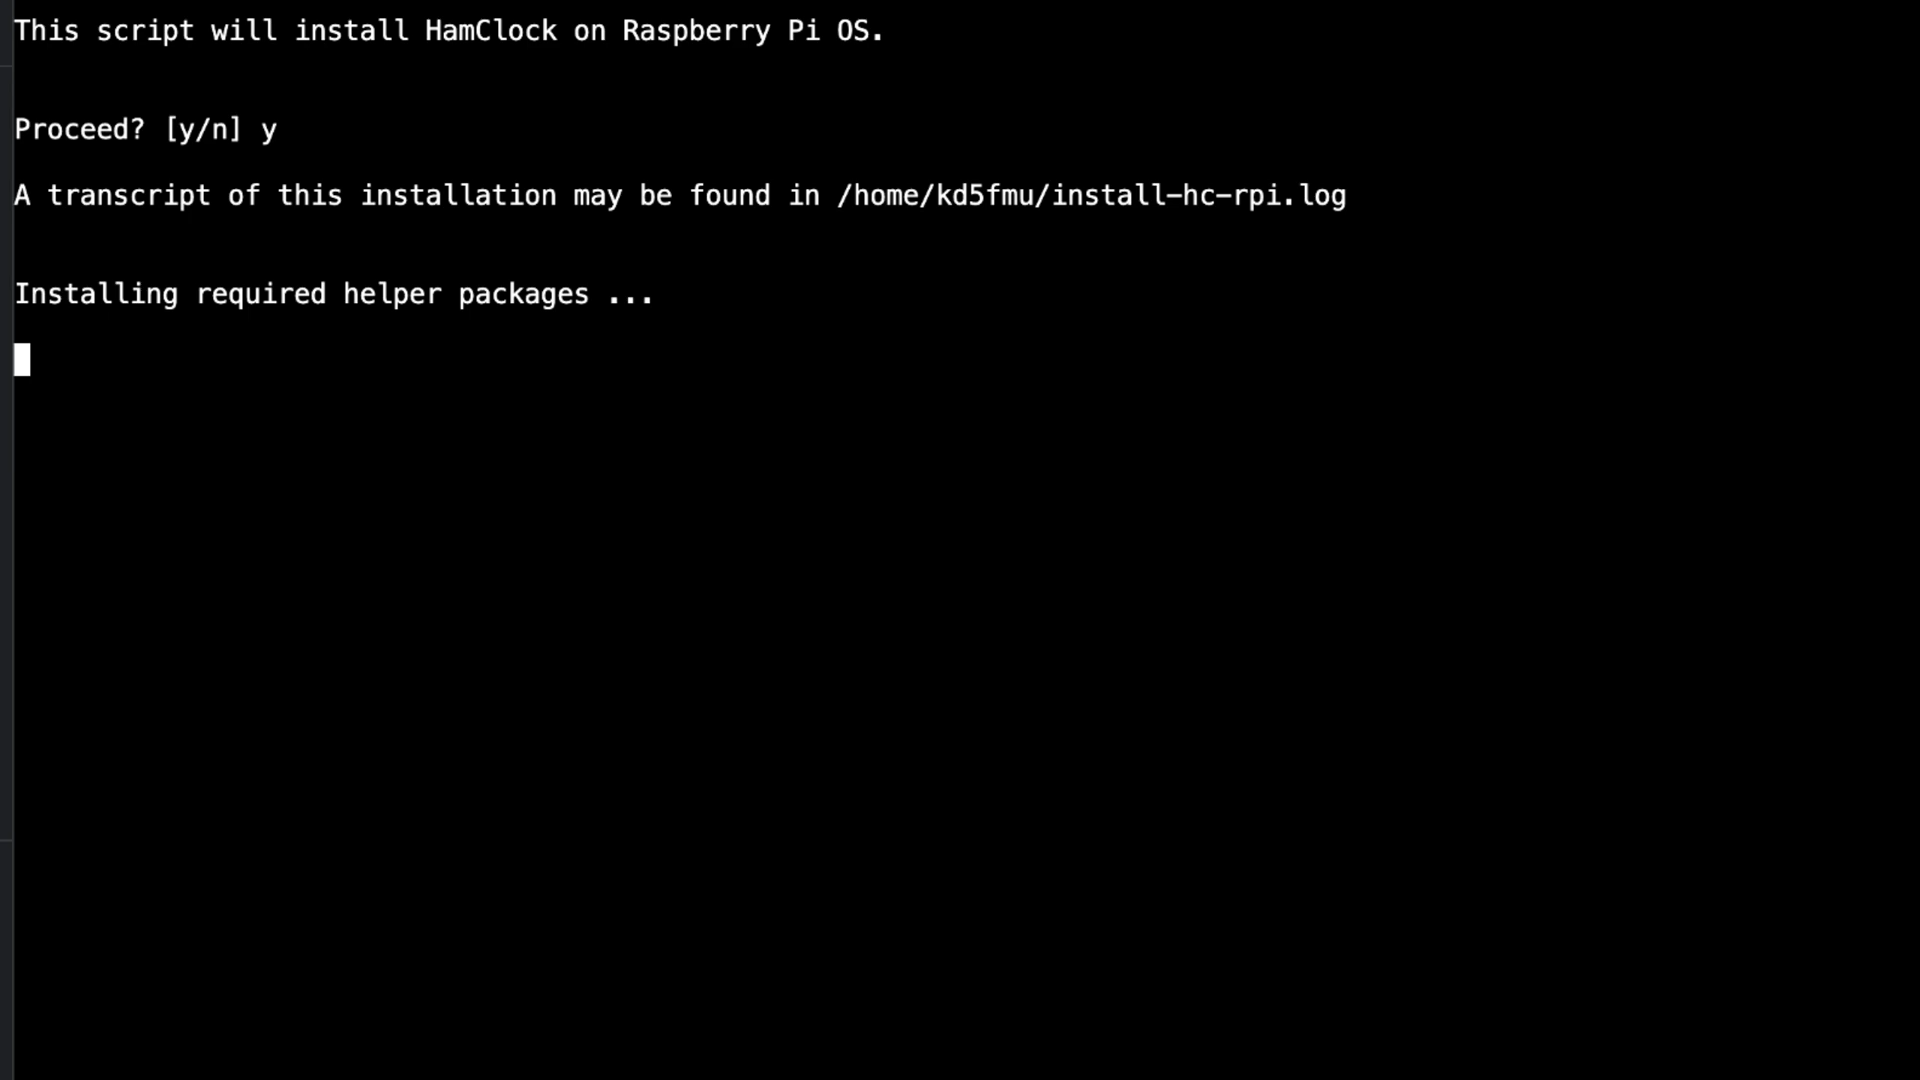 This script will install HamClock on Raspberry Pi OS.
Proceed? [y/n] y
A transcript of this installation may be found in /home/kd5fmu/install-hc-rpi.log
Installing required helper packages ...